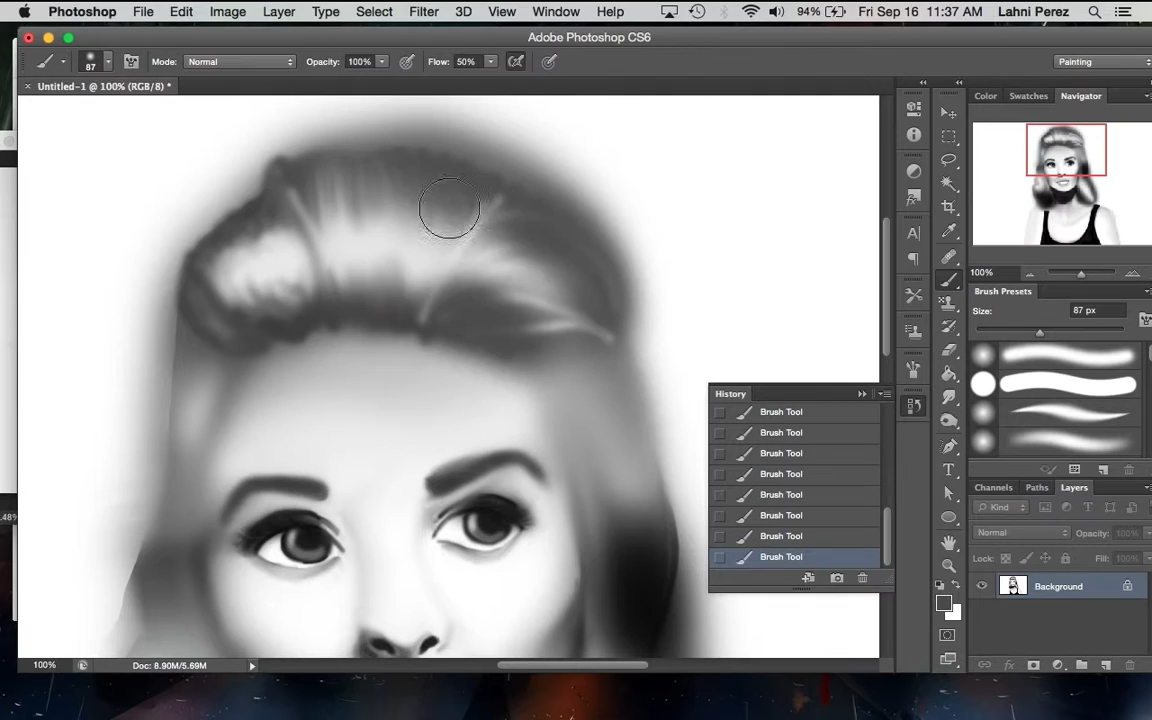 Photoshop File Edit Image Layer Type Select Filter 3D View Window Help 94% Fri Sep 16 11:37 AM Lahni Perez
Adobe Photoshop CS6
87 Mode: Normal Opacity: 100% Flow: 50% Painting
× Untitled-1 @ 100% (RGB/8) *
Color Swatches Navigator
100%
Brush Presets
Size: 87 px
History
Brush Tool
Brush Tool
Brush Tool
Brush Tool
Brush Tool
Brush Tool
Brush Tool
Brush Tool
Channels Paths Layers
Kind
Normal Opacity: 100%
Lock: Fill: 100%
Background
100% Doc: 8.90M/5.69M